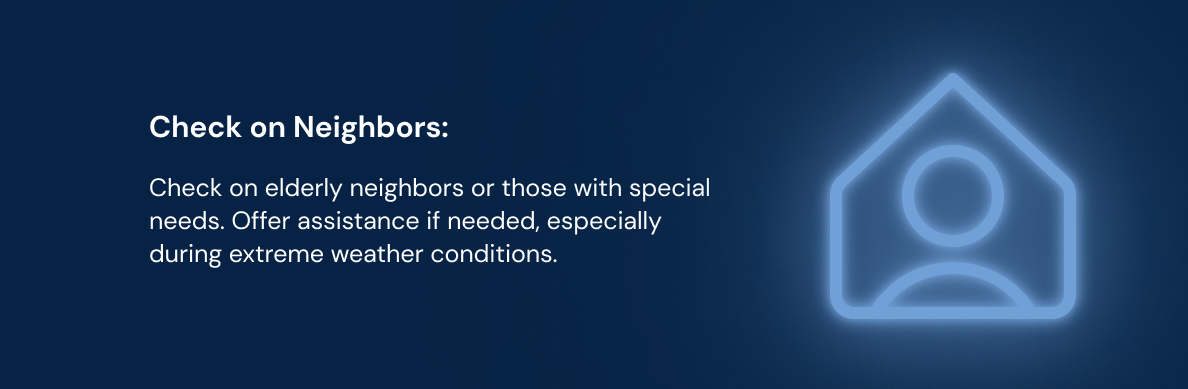 Check on Neighbors:
Check on elderly neighbors or those with special
needs. Offer assistance if needed, especially
during extreme weather conditions.